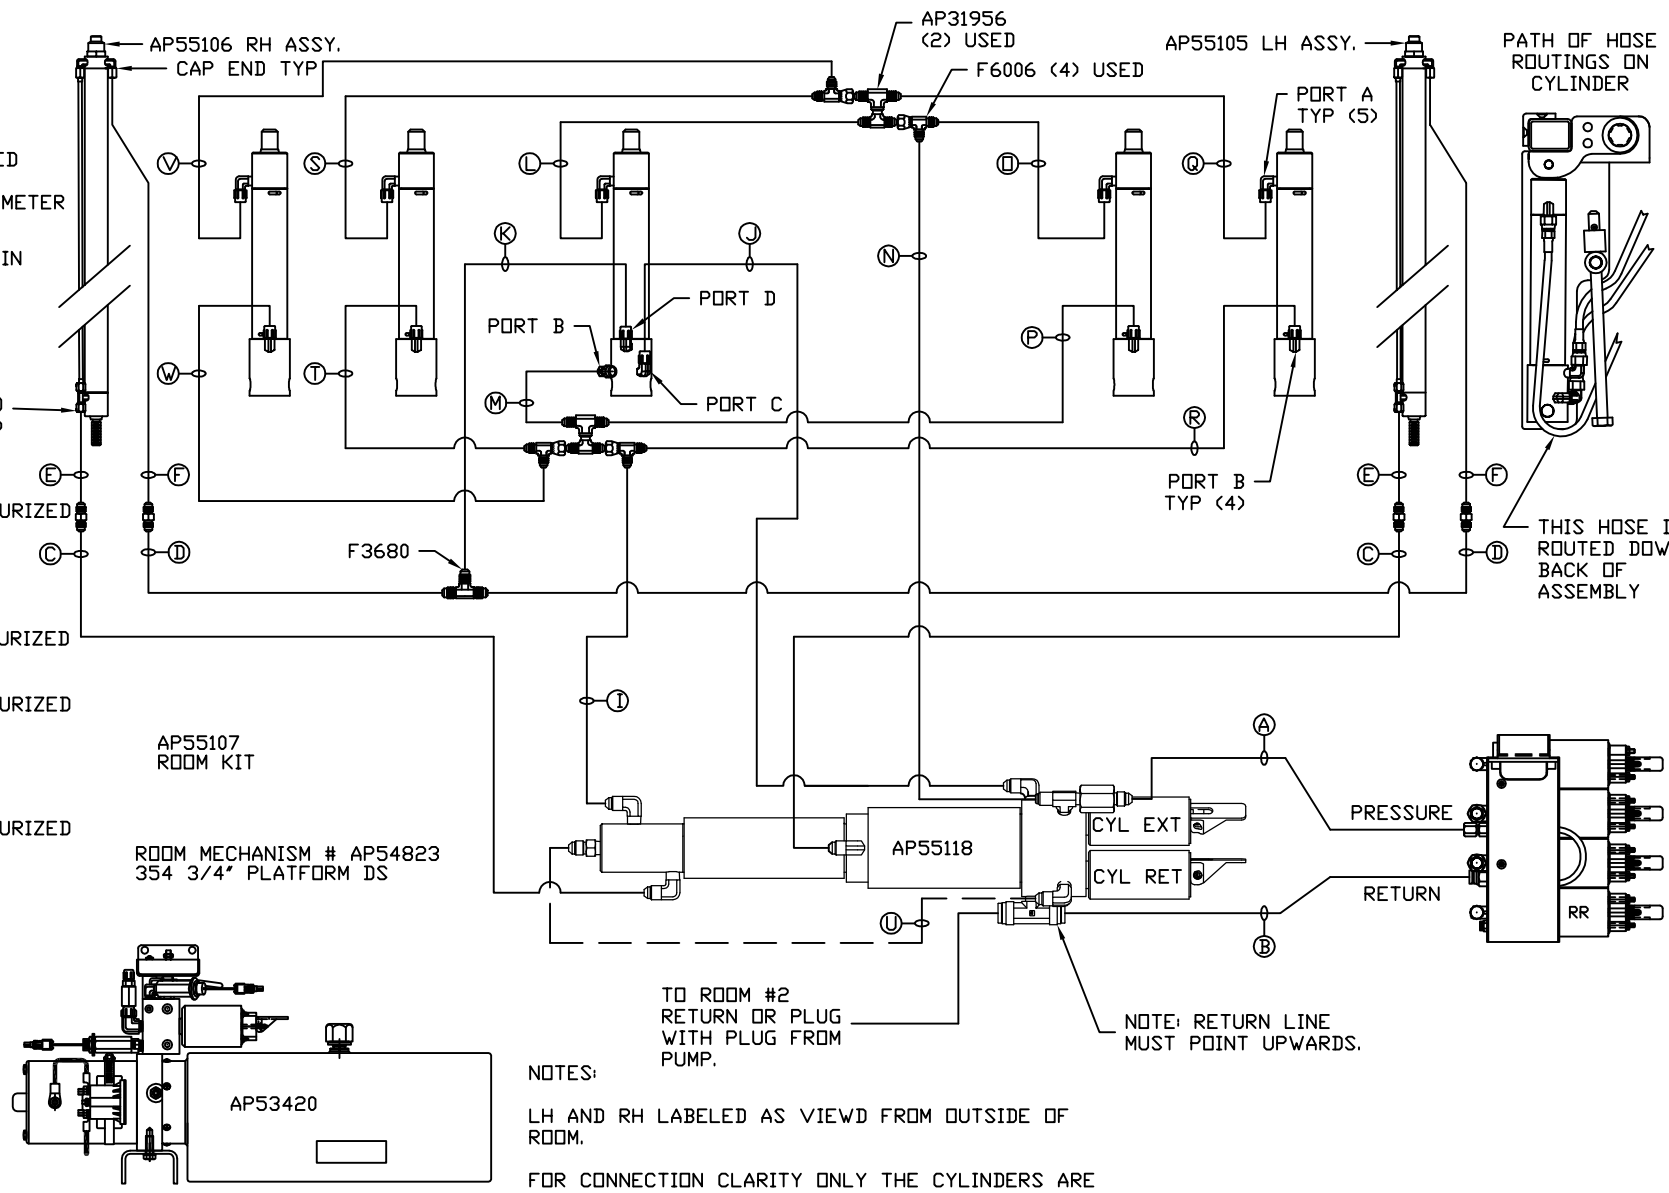 AP55106 RH ASSY.
CAP END TYP
AP31956
(2) USED
F6006 (4) USED
AP55105 LH ASSY.
PORT A
TYP (5)
PATH OF HOSE
ROUTINGS ON
CYLINDER
ED
METER
IN
V
S
L
O
Q
K
J
N
PORT D
PORT B
PORT C
P
W
T
M
R
PORT B
TYP (4)
E
F
E
F
URIZED
C
D
F3680
C
D
THIS HOSE I
ROUTED DOW
BACK OF
ASSEMBLY
URIZED
URIZED
I
A
AP55107
ROOM KIT
PRESSURE
URIZED
CYL EXT
AP55118
ROOM MECHANISM # AP54823
354 3/4" PLATFORM DS
CYL RET
RETURN
RR
U
B
TO ROOM #2
RETURN OR PLUG
WITH PLUG FROM
PUMP.
NOTE: RETURN LINE
MUST POINT UPWARDS.
AP53420
NOTES:
LH AND RH LABELED AS VIEWD FROM OUTSIDE OF
ROOM.
FOR CONNECTION CLARITY ONLY THE CYLINDERS ARE